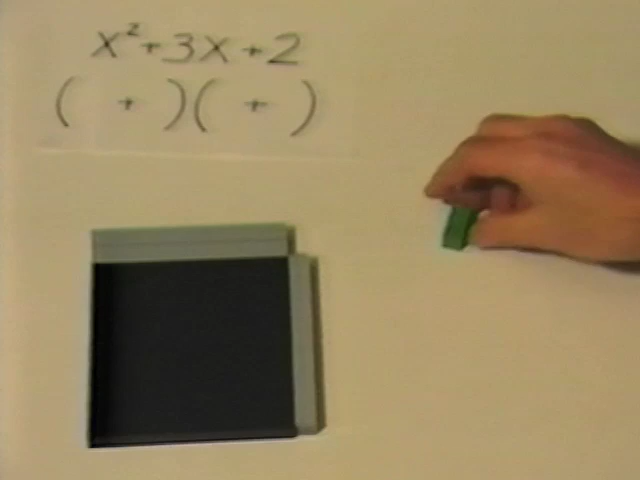 x²+3x+2
( + )( + )